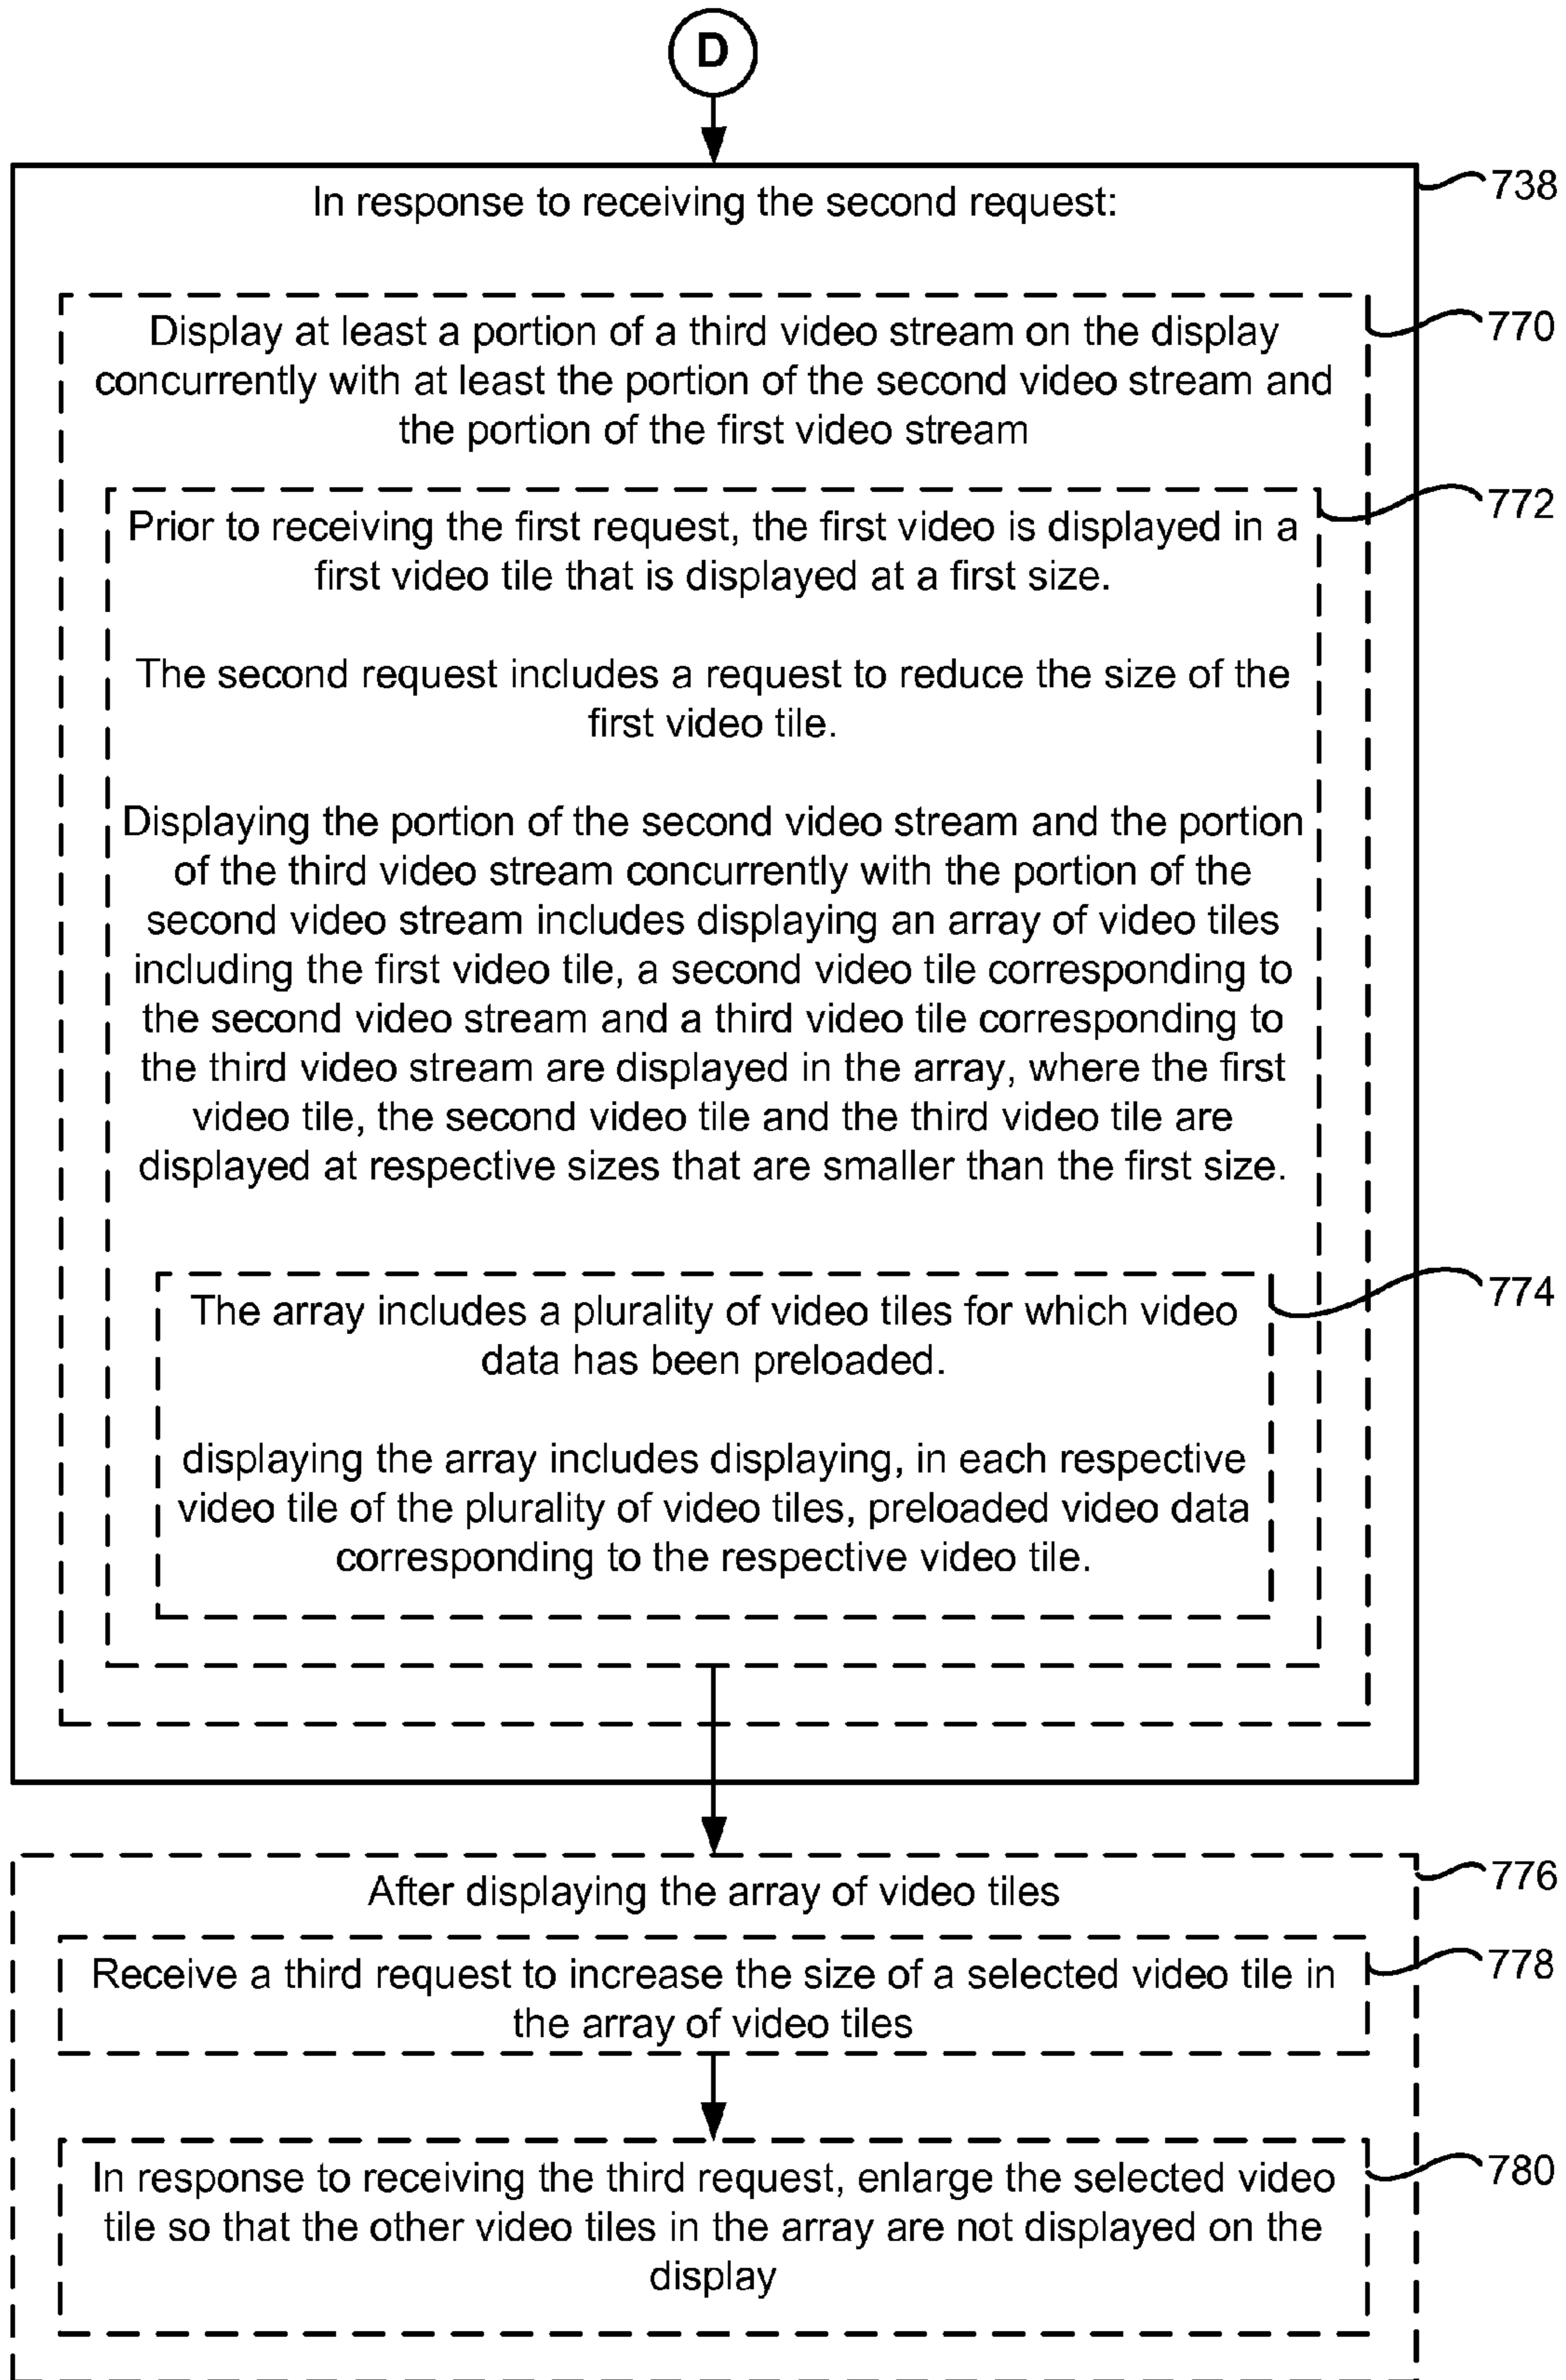 D
In response to receiving the second request:
738
Display at least a portion of a third video stream on the display
concurrently with at least the portion of the second video stream and
the portion of the first video stream
770
Prior to receiving the first request, the first video is displayed in a
first video tile that is displayed at a first size.
772
The second request includes a request to reduce the size of the
first video tile.
Displaying the portion of the second video stream and the portion
of the third video stream concurrently with the portion of the
second video stream includes displaying an array of video tiles
including the first video tile, a second video tile corresponding to
the second video stream and a third video tile corresponding to
the third video stream are displayed in the array, where the first
video tile, the second video tile and the third video tile are
displayed at respective sizes that are smaller than the first size.
The array includes a plurality of video tiles for which video
data has been preloaded.
774
displaying the array includes displaying, in each respective
video tile of the plurality of video tiles, preloaded video data
corresponding to the respective video tile.
After displaying the array of video tiles
776
Receive a third request to increase the size of a selected video tile in
the array of video tiles
778
In response to receiving the third request, enlarge the selected video
tile so that the other video tiles in the array are not displayed on the
display
780